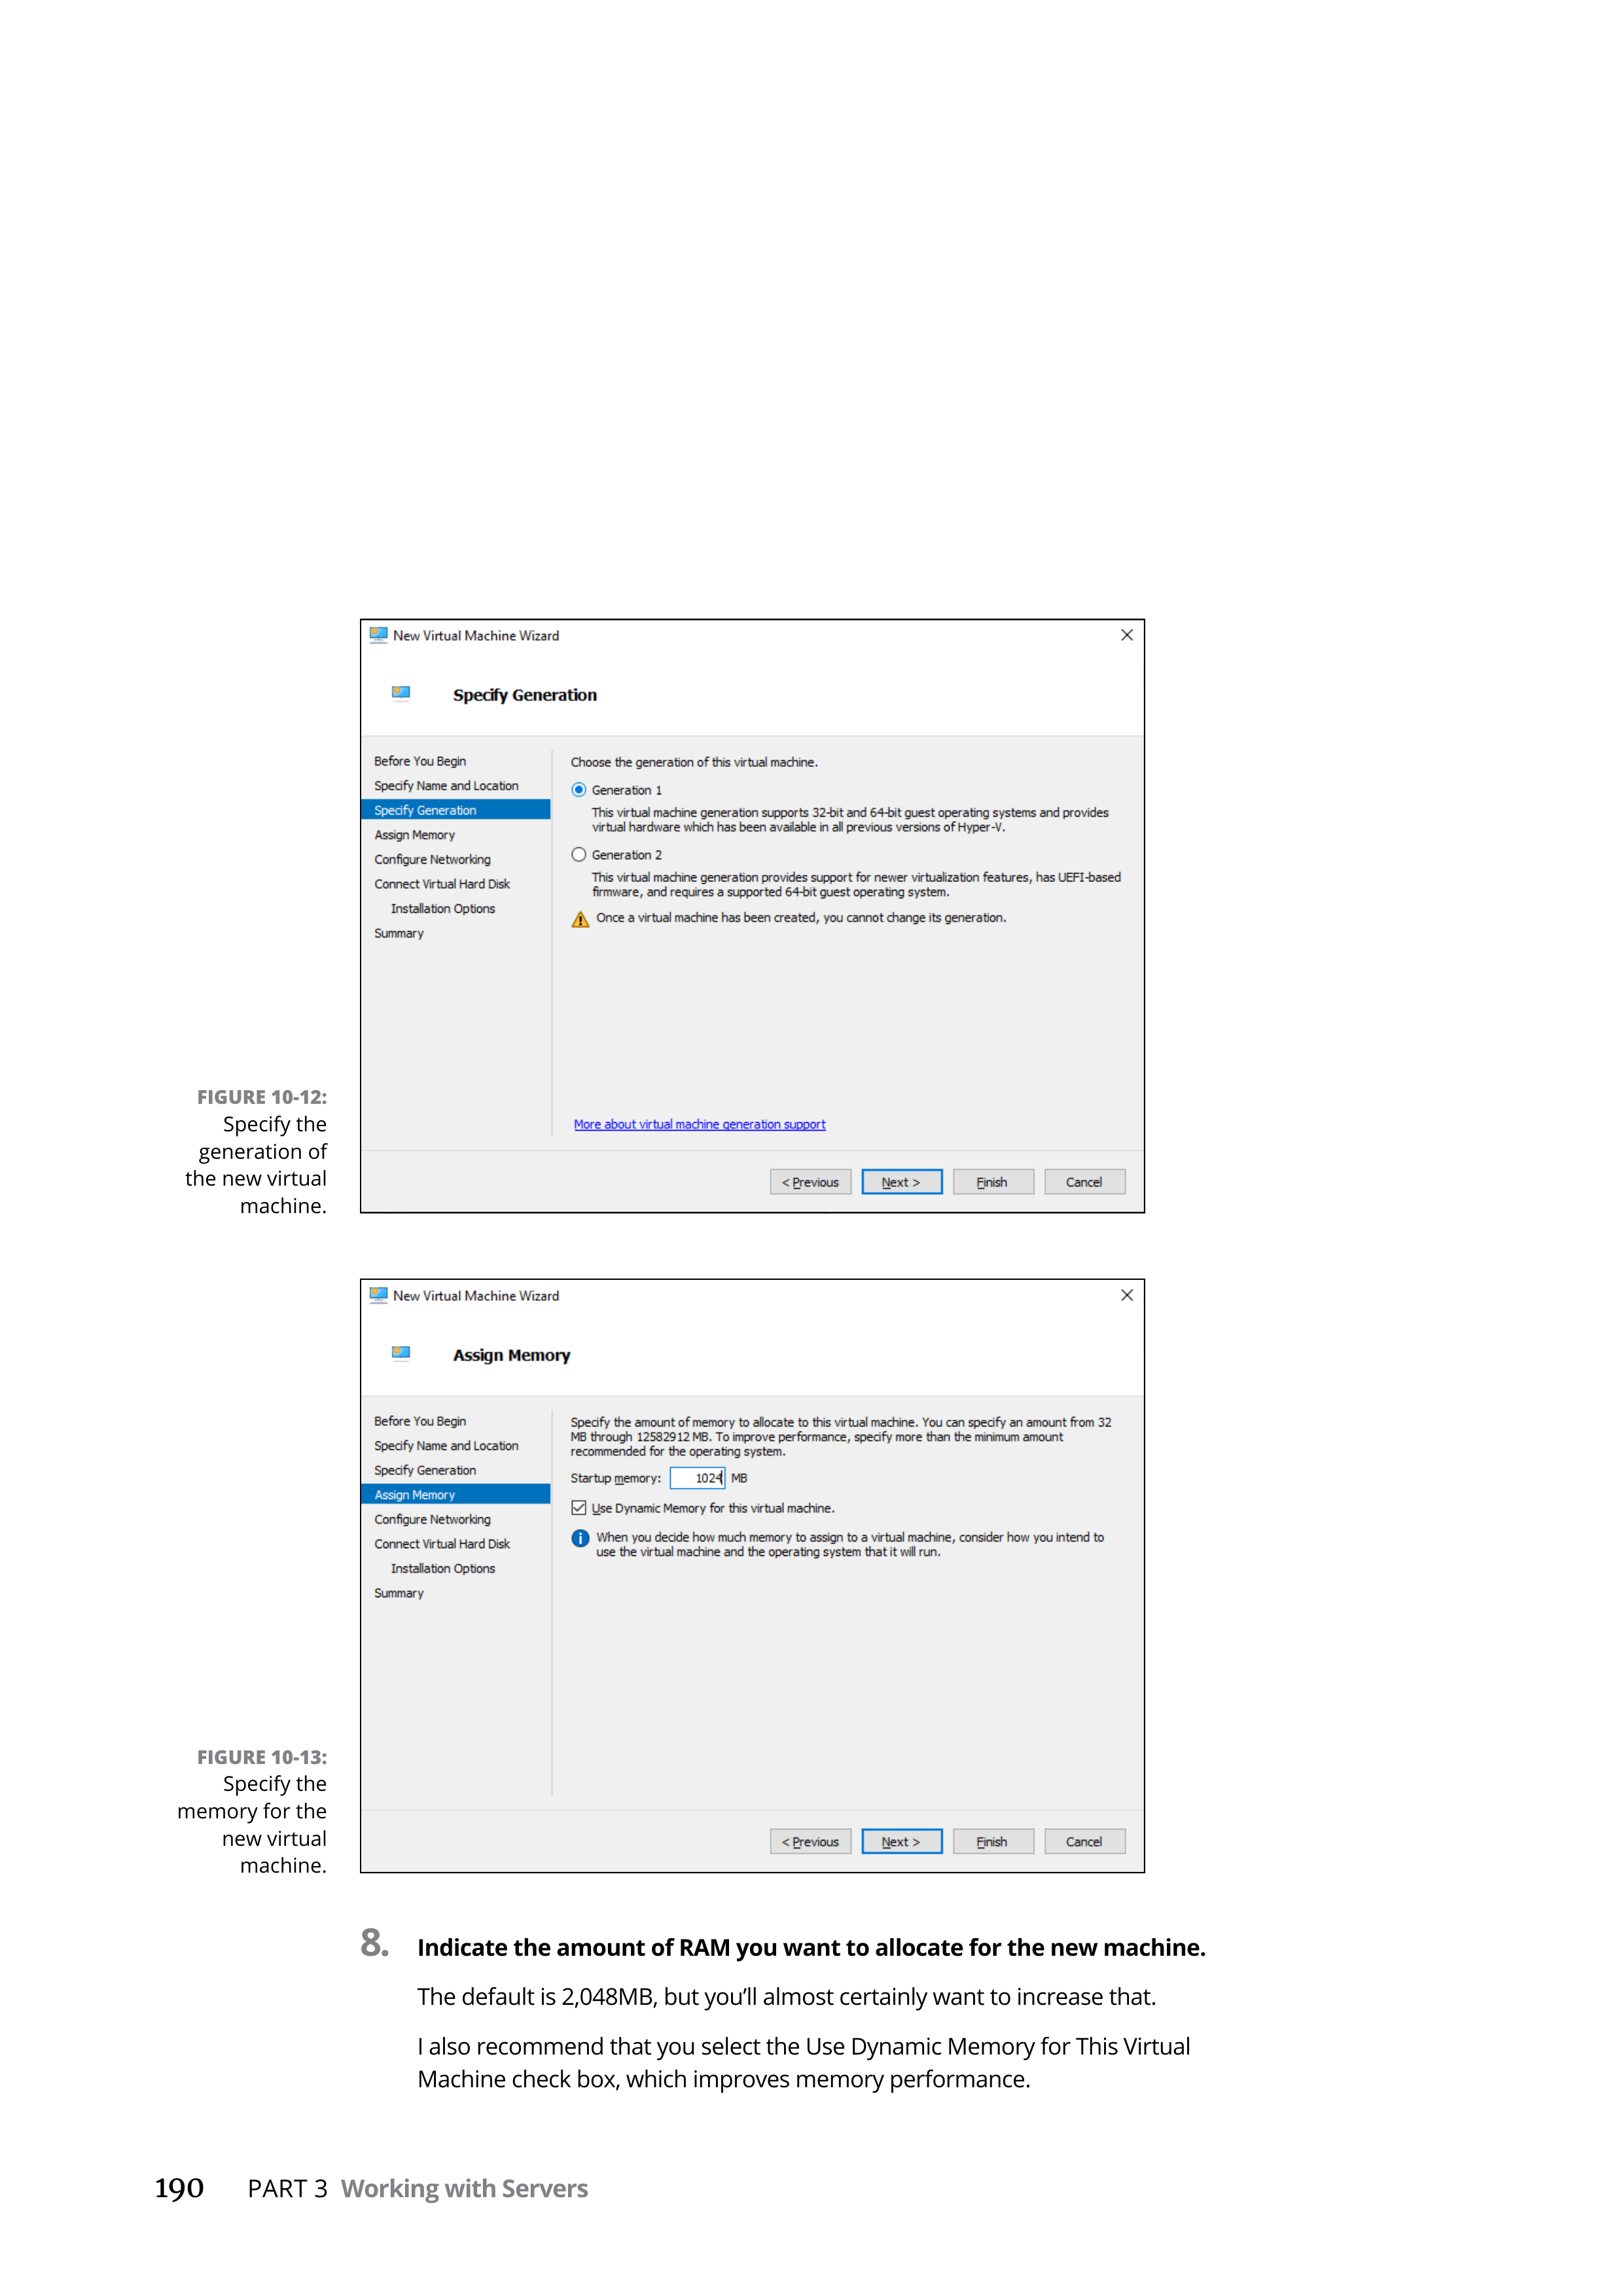 New Virtual Machine Wizard
Specify Generation
Before You Begin
Specify Name and Location
Specify Generation
Assign Memory
Configure Networking
Connect Virtual Hard Disk
Installation Options
Summary
Choose the generation of this virtual machine.
Generation 1
This virtual machine generation supports 32-bit and 64-bit guest operating systems and provides
virtual hardware which has been available in all previous versions of Hyper-V.
Generation 2
This virtual machine generation provides support for newer virtualization features, has UEFI-based
firmware, and requires a supported 64-bit guest operating system.
Once a virtual machine has been created, you cannot change its generation.
More about virtual machine generation support
< Previous
Next >
Finish
Cancel
FIGURE 10-12:
Specify the
generation of
the new virtual
machine.
New Virtual Machine Wizard
Assign Memory
Before You Begin
Specify Name and Location
Specify Generation
Assign Memory
Configure Networking
Connect Virtual Hard Disk
Installation Options
Summary
Specify the amount of memory to allocate to this virtual machine. You can specify an amount from 32
MB through 12582912 MB. To improve performance, specify more than the minimum amount
recommended for the operating system.
Startup memory: 1024 MB
Use Dynamic Memory for this virtual machine.
When you decide how much memory to assign to a virtual machine, consider how you intend to
use the virtual machine and the operating system that it will run.
< Previous
Next >
Finish
Cancel
FIGURE 10-13:
Specify the
memory for the
new virtual
machine.
8. Indicate the amount of RAM you want to allocate for the new machine.
The default is 2,048MB, but you’ll almost certainly want to increase that.
I also recommend that you select the Use Dynamic Memory for This Virtual
Machine check box, which improves memory performance.
190 PART 3 Working with Servers